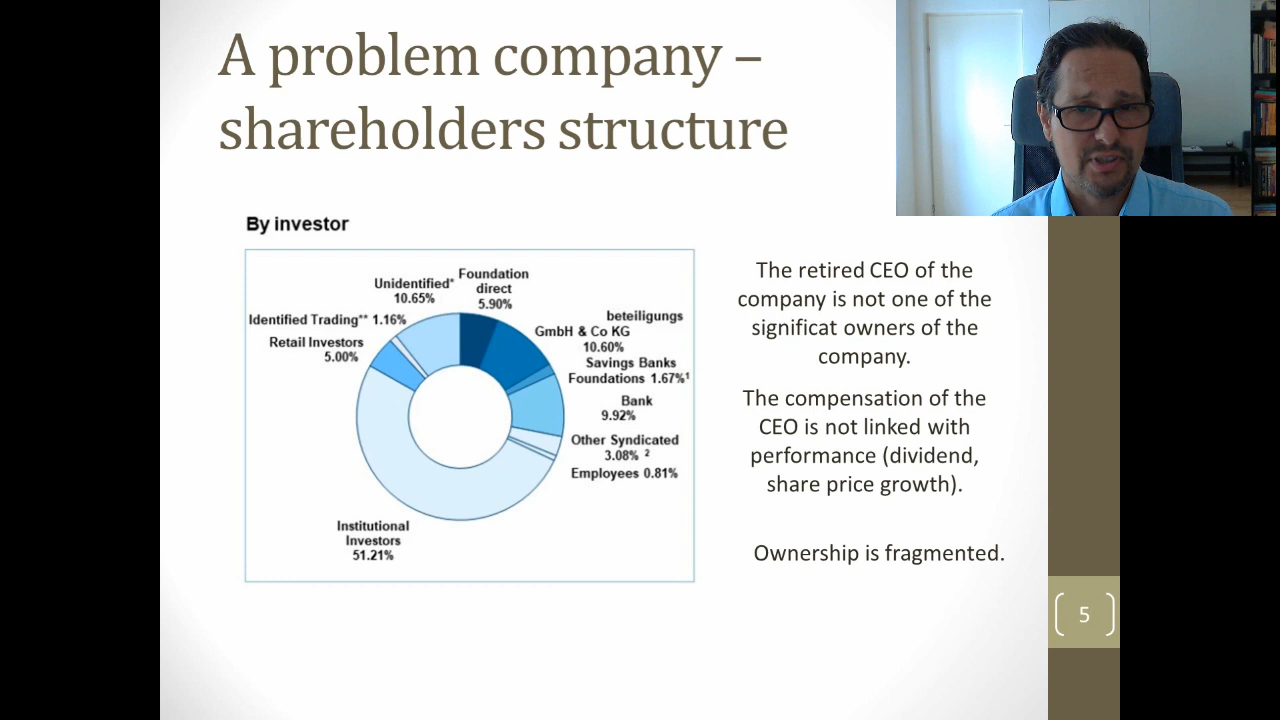 A problem company –
shareholders structure
By investor
Unidentified*
10.65%
Foundation
direct
5.90%
Identified Trading** 1.16%
Retail Investors
5.00%
beteiligungs
GmbH & Co KG
10.60%
Savings Banks
Foundations 1.67%¹
Bank
9.92%
Other Syndicated
3.08% ²
Employees 0.81%
Institutional
Investors
51.21%
The retired CEO of the
company is not one of the
significat owners of the
company.
The compensation of the
CEO is not linked with
performance (dividend,
share price growth).
Ownership is fragmented.
5